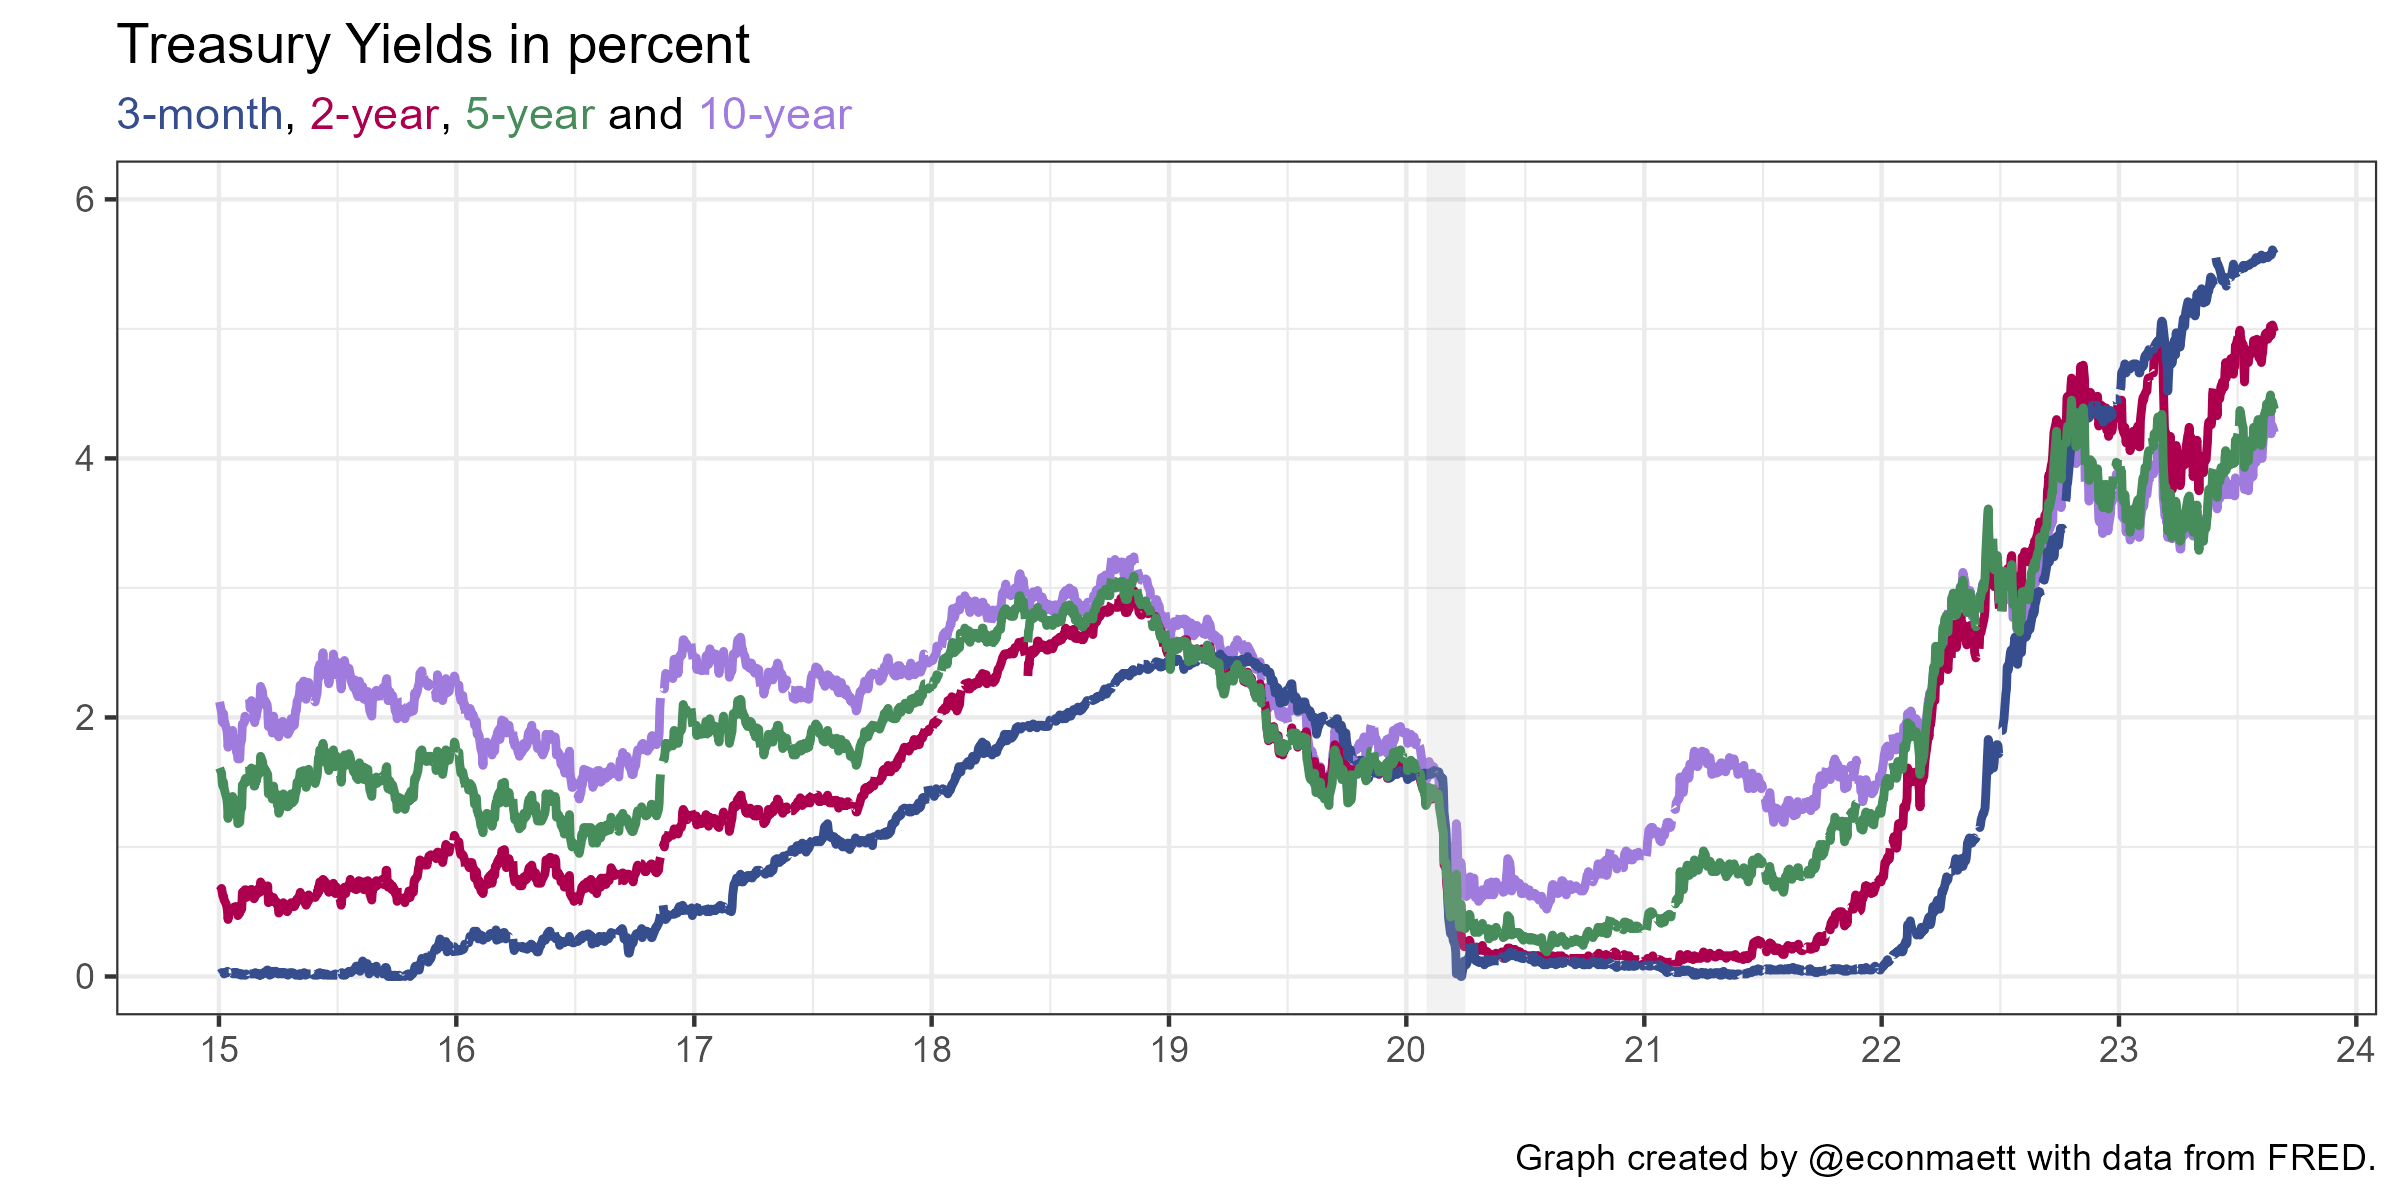 Treasury Yields in percent
3-month, 2-year, 5-year and 10-year
6
4
2
0
15 16 17 18 19 20 21 22 23 24
Graph created by @econmaett with data from FRED.